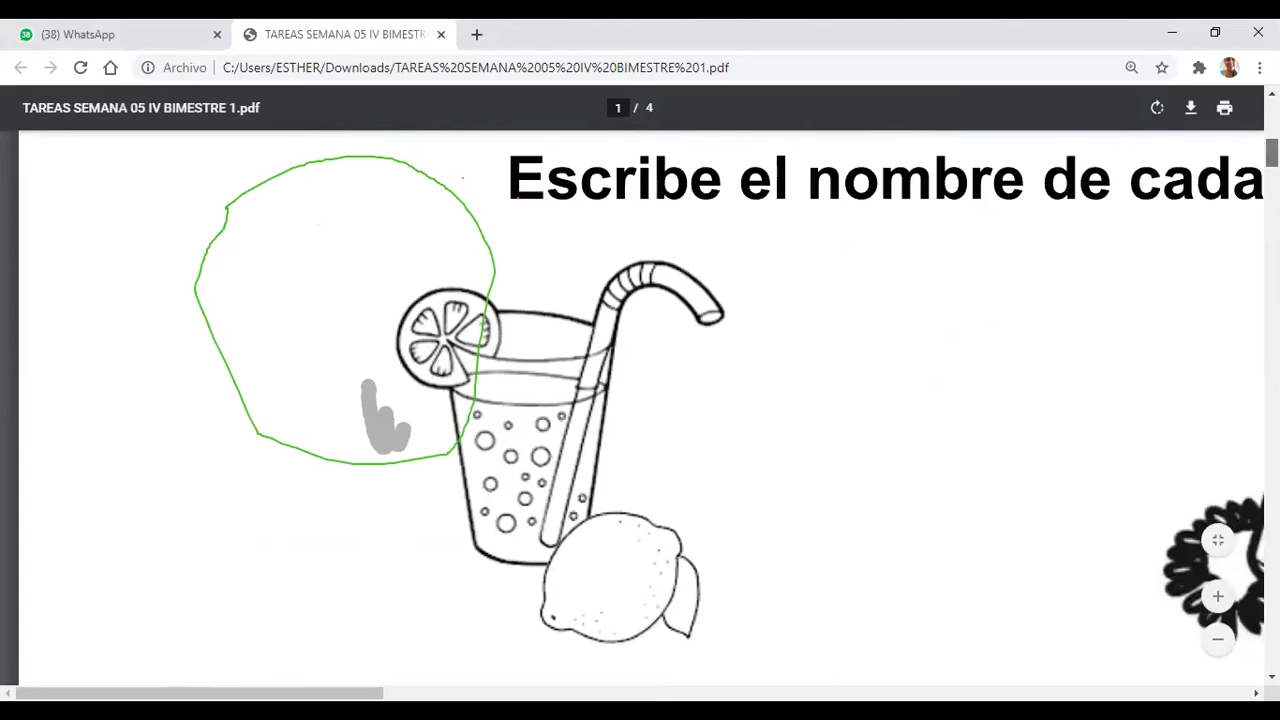 38 (38) WhatsApp
TAREAS SEMANA 05 IV BIMESTR
Archivo C:/Users/ESTHER/Downloads/TAREAS%20SEMANA%2005%20IV%20BIMESTRE%201.pdf
TAREAS SEMANA 05 IV BIMESTRE 1.pdf 1 / 4
Escribe el nombre de cada